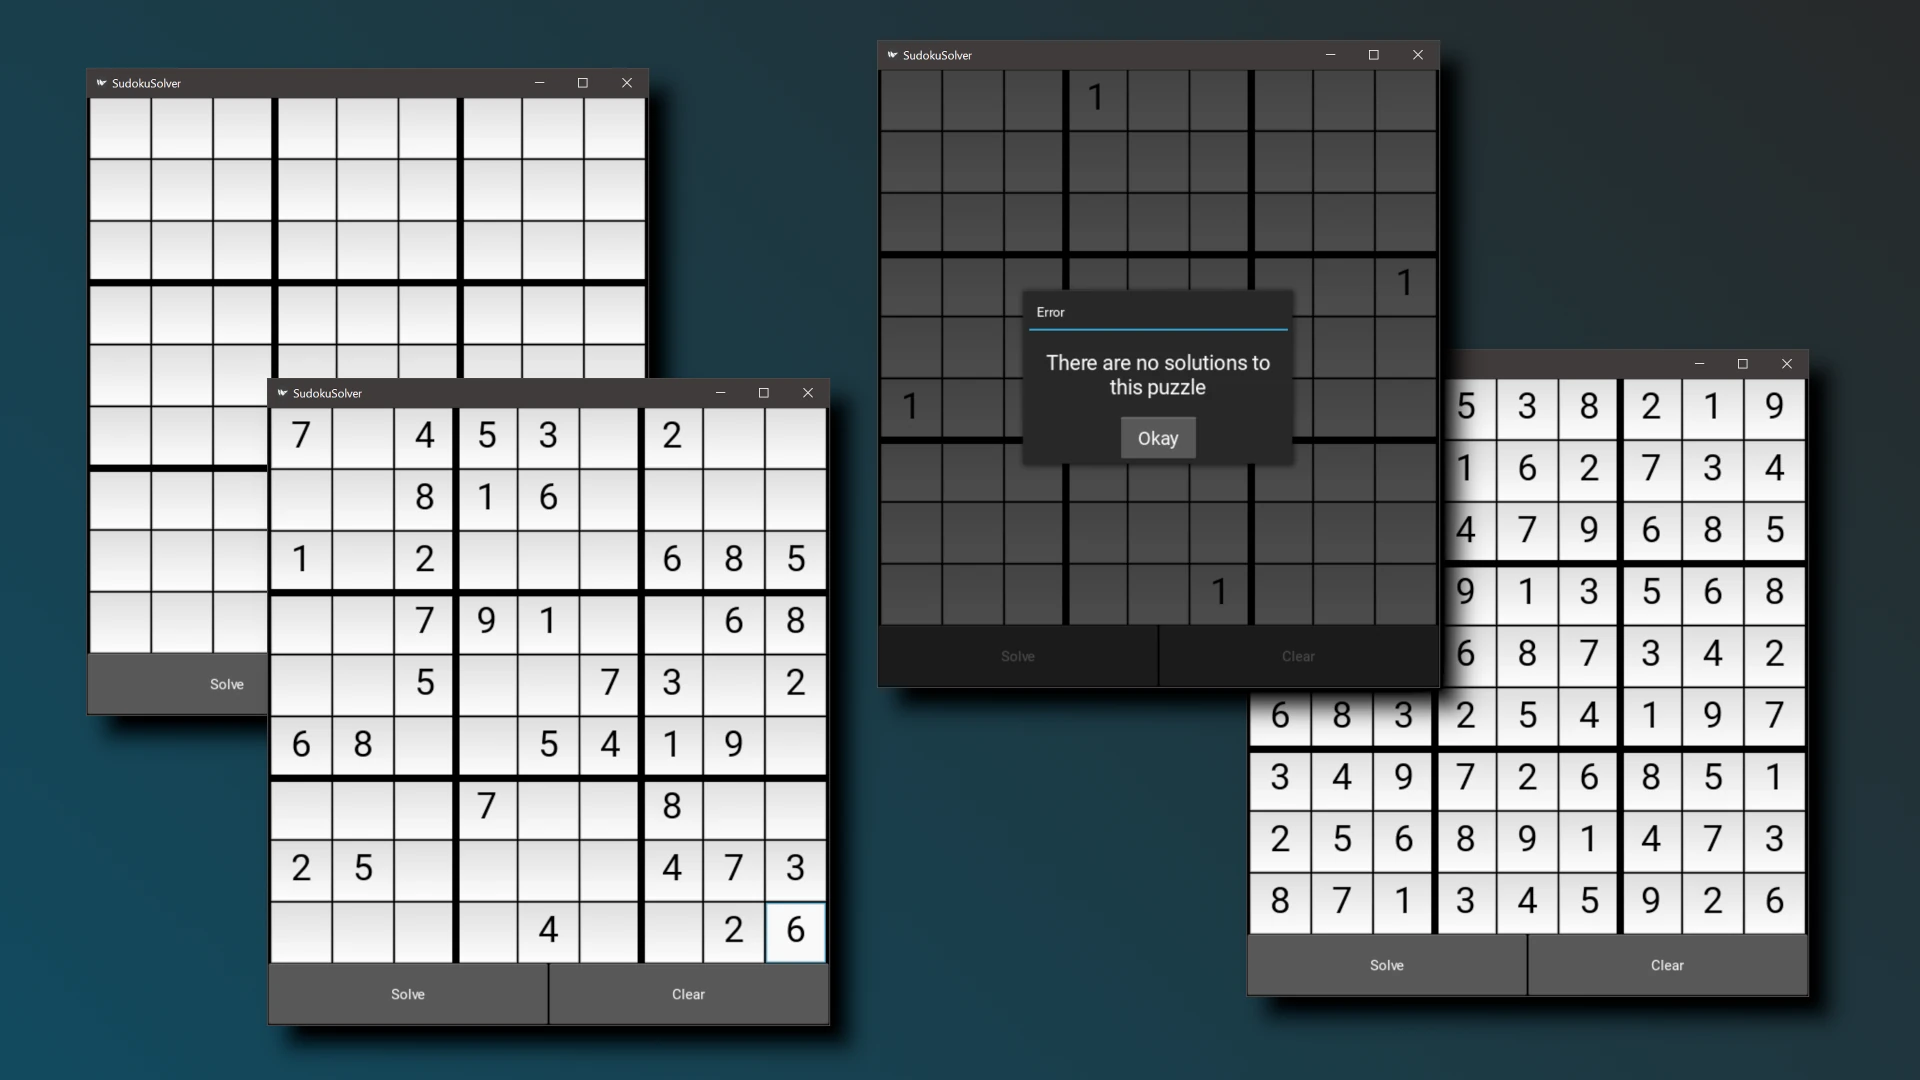 SudokuSolver
Solve
SudokuSolver
7 4 5 3 2
8 1 6
1 2 6 8 5
7 9 1 6 8
5 7 3 2
6 8 5 4 1 9
7 8
2 5 4 7 3
4 2 6
Solve Clear
SudokuSolver
1
1
1
1
Error
There are no solutions to
this puzzle
Okay
Solve Clear
5 3 8 2 1 9
1 6 2 7 3 4
4 7 9 6 8 5
9 1 3 5 6 8
6 8 7 3 4 2
6 8 3 2 5 4 1 9 7
3 4 9 7 2 6 8 5 1
2 5 6 8 9 1 4 7 3
8 7 1 3 4 5 9 2 6
Solve Clear